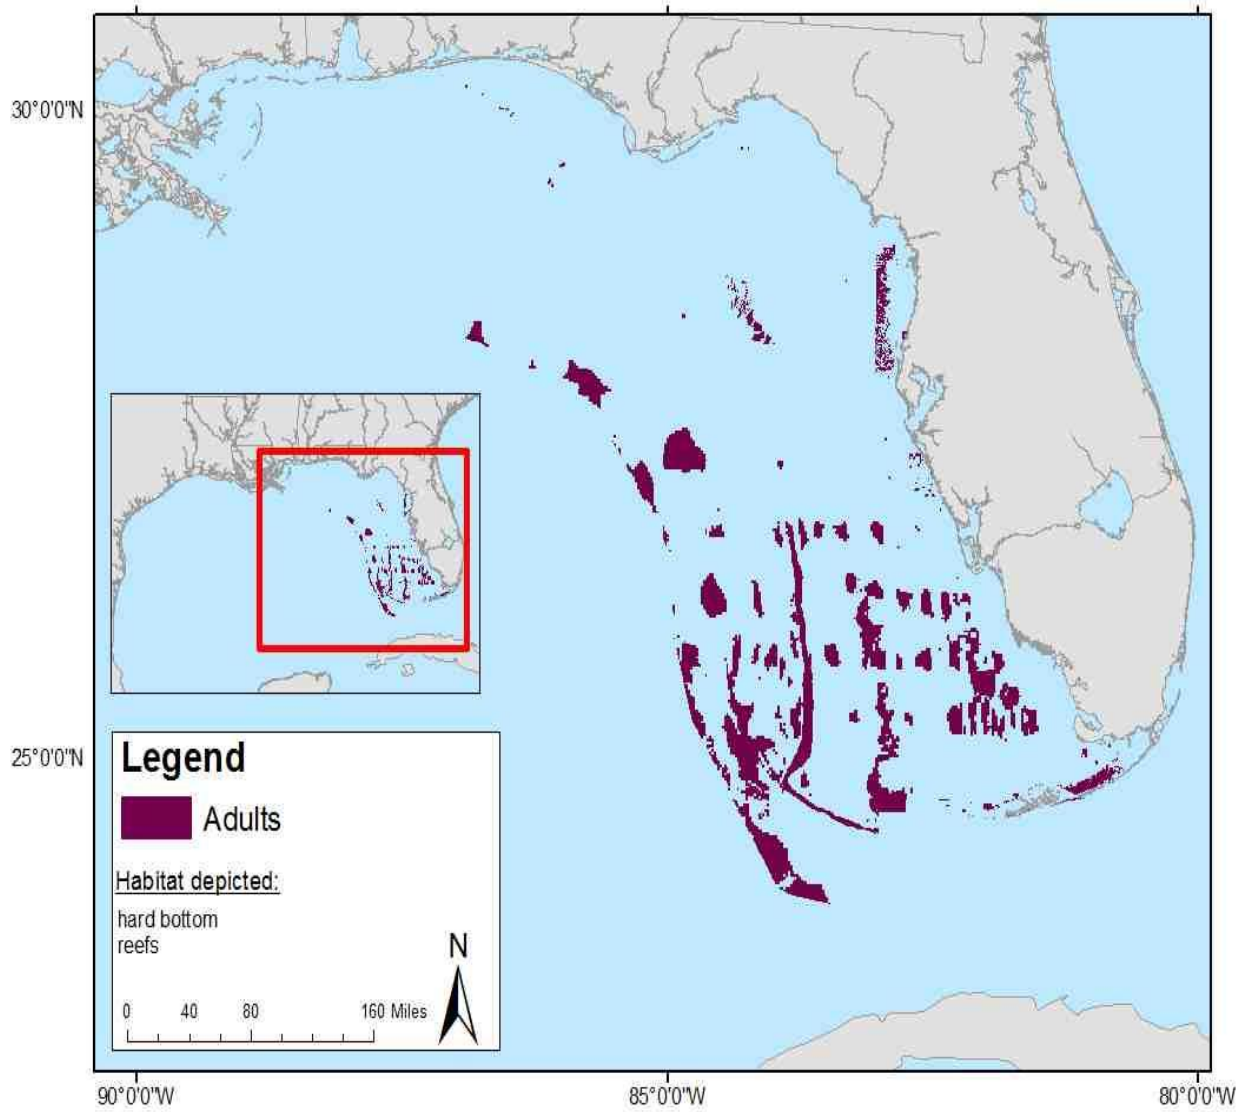 30°0'0"N
25°0'0"N
Legend
Adults
Habitat depicted:
hard bottom
reefs
N
0 40 80 160 Miles
90°0'0"W 85°0'0"W 80°0'0"W